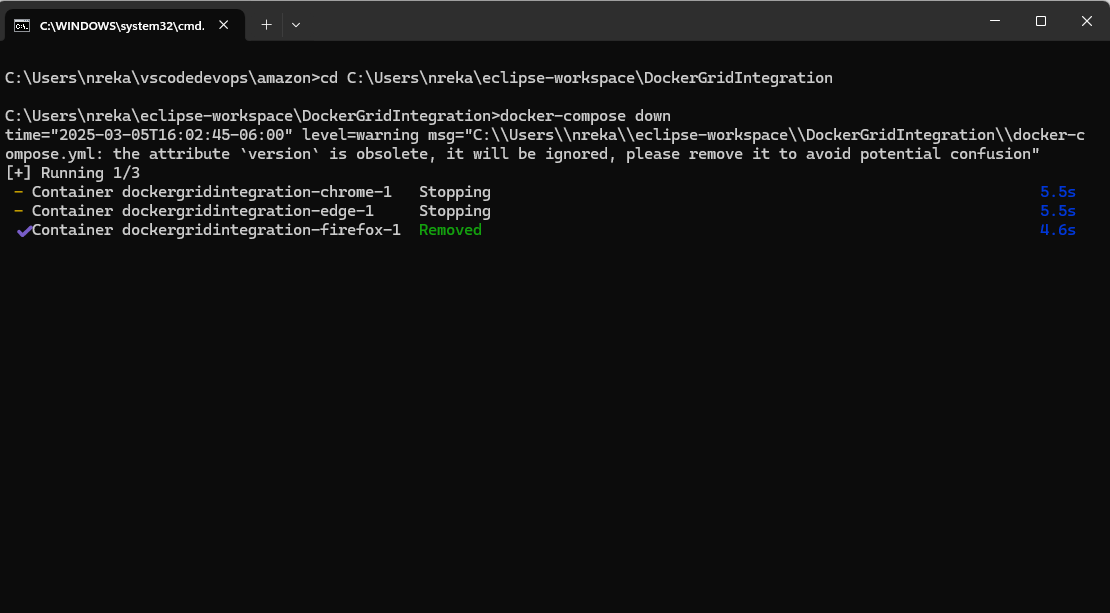 C:\WINDOWS\system32\cmd.
C:\Users\nreka\vscodedevops\amazon>cd C:\Users\nreka\eclipse-workspace\DockerGridIntegration
C:\Users\nreka\eclipse-workspace\DockerGridIntegration>docker-compose down
time="2025-03-05T16:02:45-06:00" level=warning msg="C:\\Users\\nreka\\eclipse-workspace\\DockerGridIntegration\\docker-c
ompose.yml: the attribute `version` is obsolete, it will be ignored, please remove it to avoid potential confusion"
[+] Running 1/3
- Container dockergridintegration-chrome-1 Stopping 5.5s
- Container dockergridintegration-edge-1 Stopping 5.5s
✔Container dockergridintegration-firefox-1 Removed 4.6s